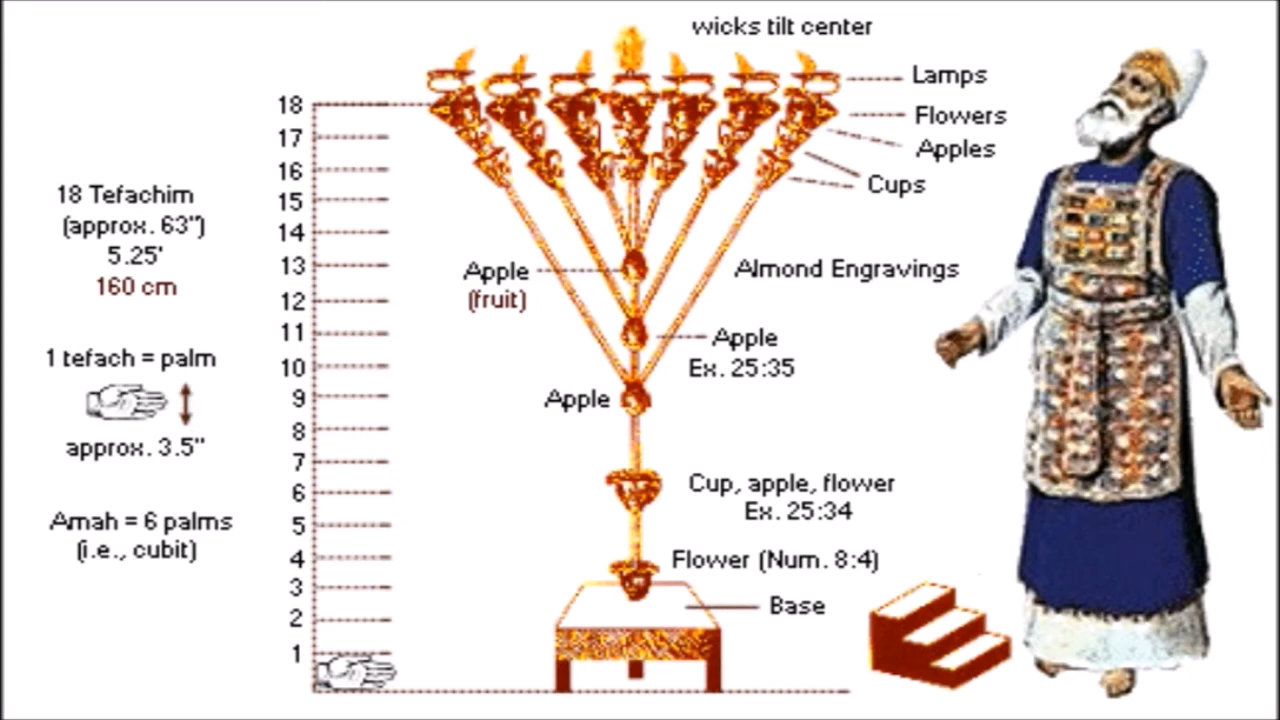 wicks tilt center
Lamps
Flowers
Apples
Cups
18
17
16
15
14
13
12
11
10
9
8
7
6
5
4
3
2
1
18 Tefachim
(approx. 63")
5.25'
160 cm
1 tefach = palm
approx. 3.5"
Amah = 6 palms
(i.e., cubit)
Apple
(fruit)
Almond Engravings
Apple
Ex. 25:35
Apple
Cup, apple, flower
Ex. 25:34
Flower (Num. 8:4)
Base